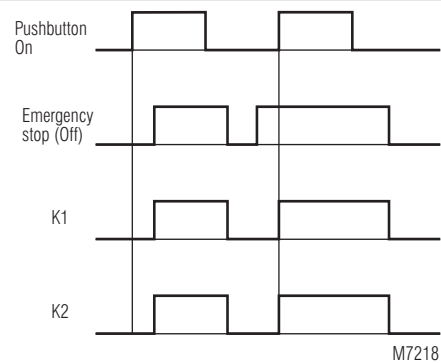 Pushbutton
On
Emergency
stop (Off)
K1
K2
M7218